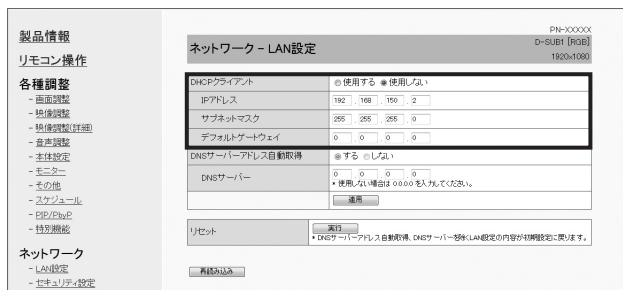 PN-XXXXX
製品情報
ネットワーク - LAN設定
D-SUB1 [RGB]
1920x1080
リモコン操作
各種調整
- 画面調整
- 映像調整
- 映像調整(詳細)
- 音声調整
- 本体設定
- モニター
- その他
- スケジュール
- PIP/PbyP
- 特別機能
ネットワーク
- LAN設定
- セキュリティ設定
DHCPクライアント 使用する 使用しない
IPアドレス 192 . 168 . 150 . 2
サブネットマスク 255 . 255 . 255 . 0
デフォルトゲートウェイ 0 . 0 . 0 . 0
DNSサーバーアドレス自動取得 する しない
DNSサーバー 0 . 0 . 0 . 0
* 使用しない場合は 0.0.0.0 を入力してください。
適用
リセット 実行
* DNSサーバーアドレス自動取得、DNSサーバーを除くLAN設定の内容が初期設定に戻ります。
再読み込み